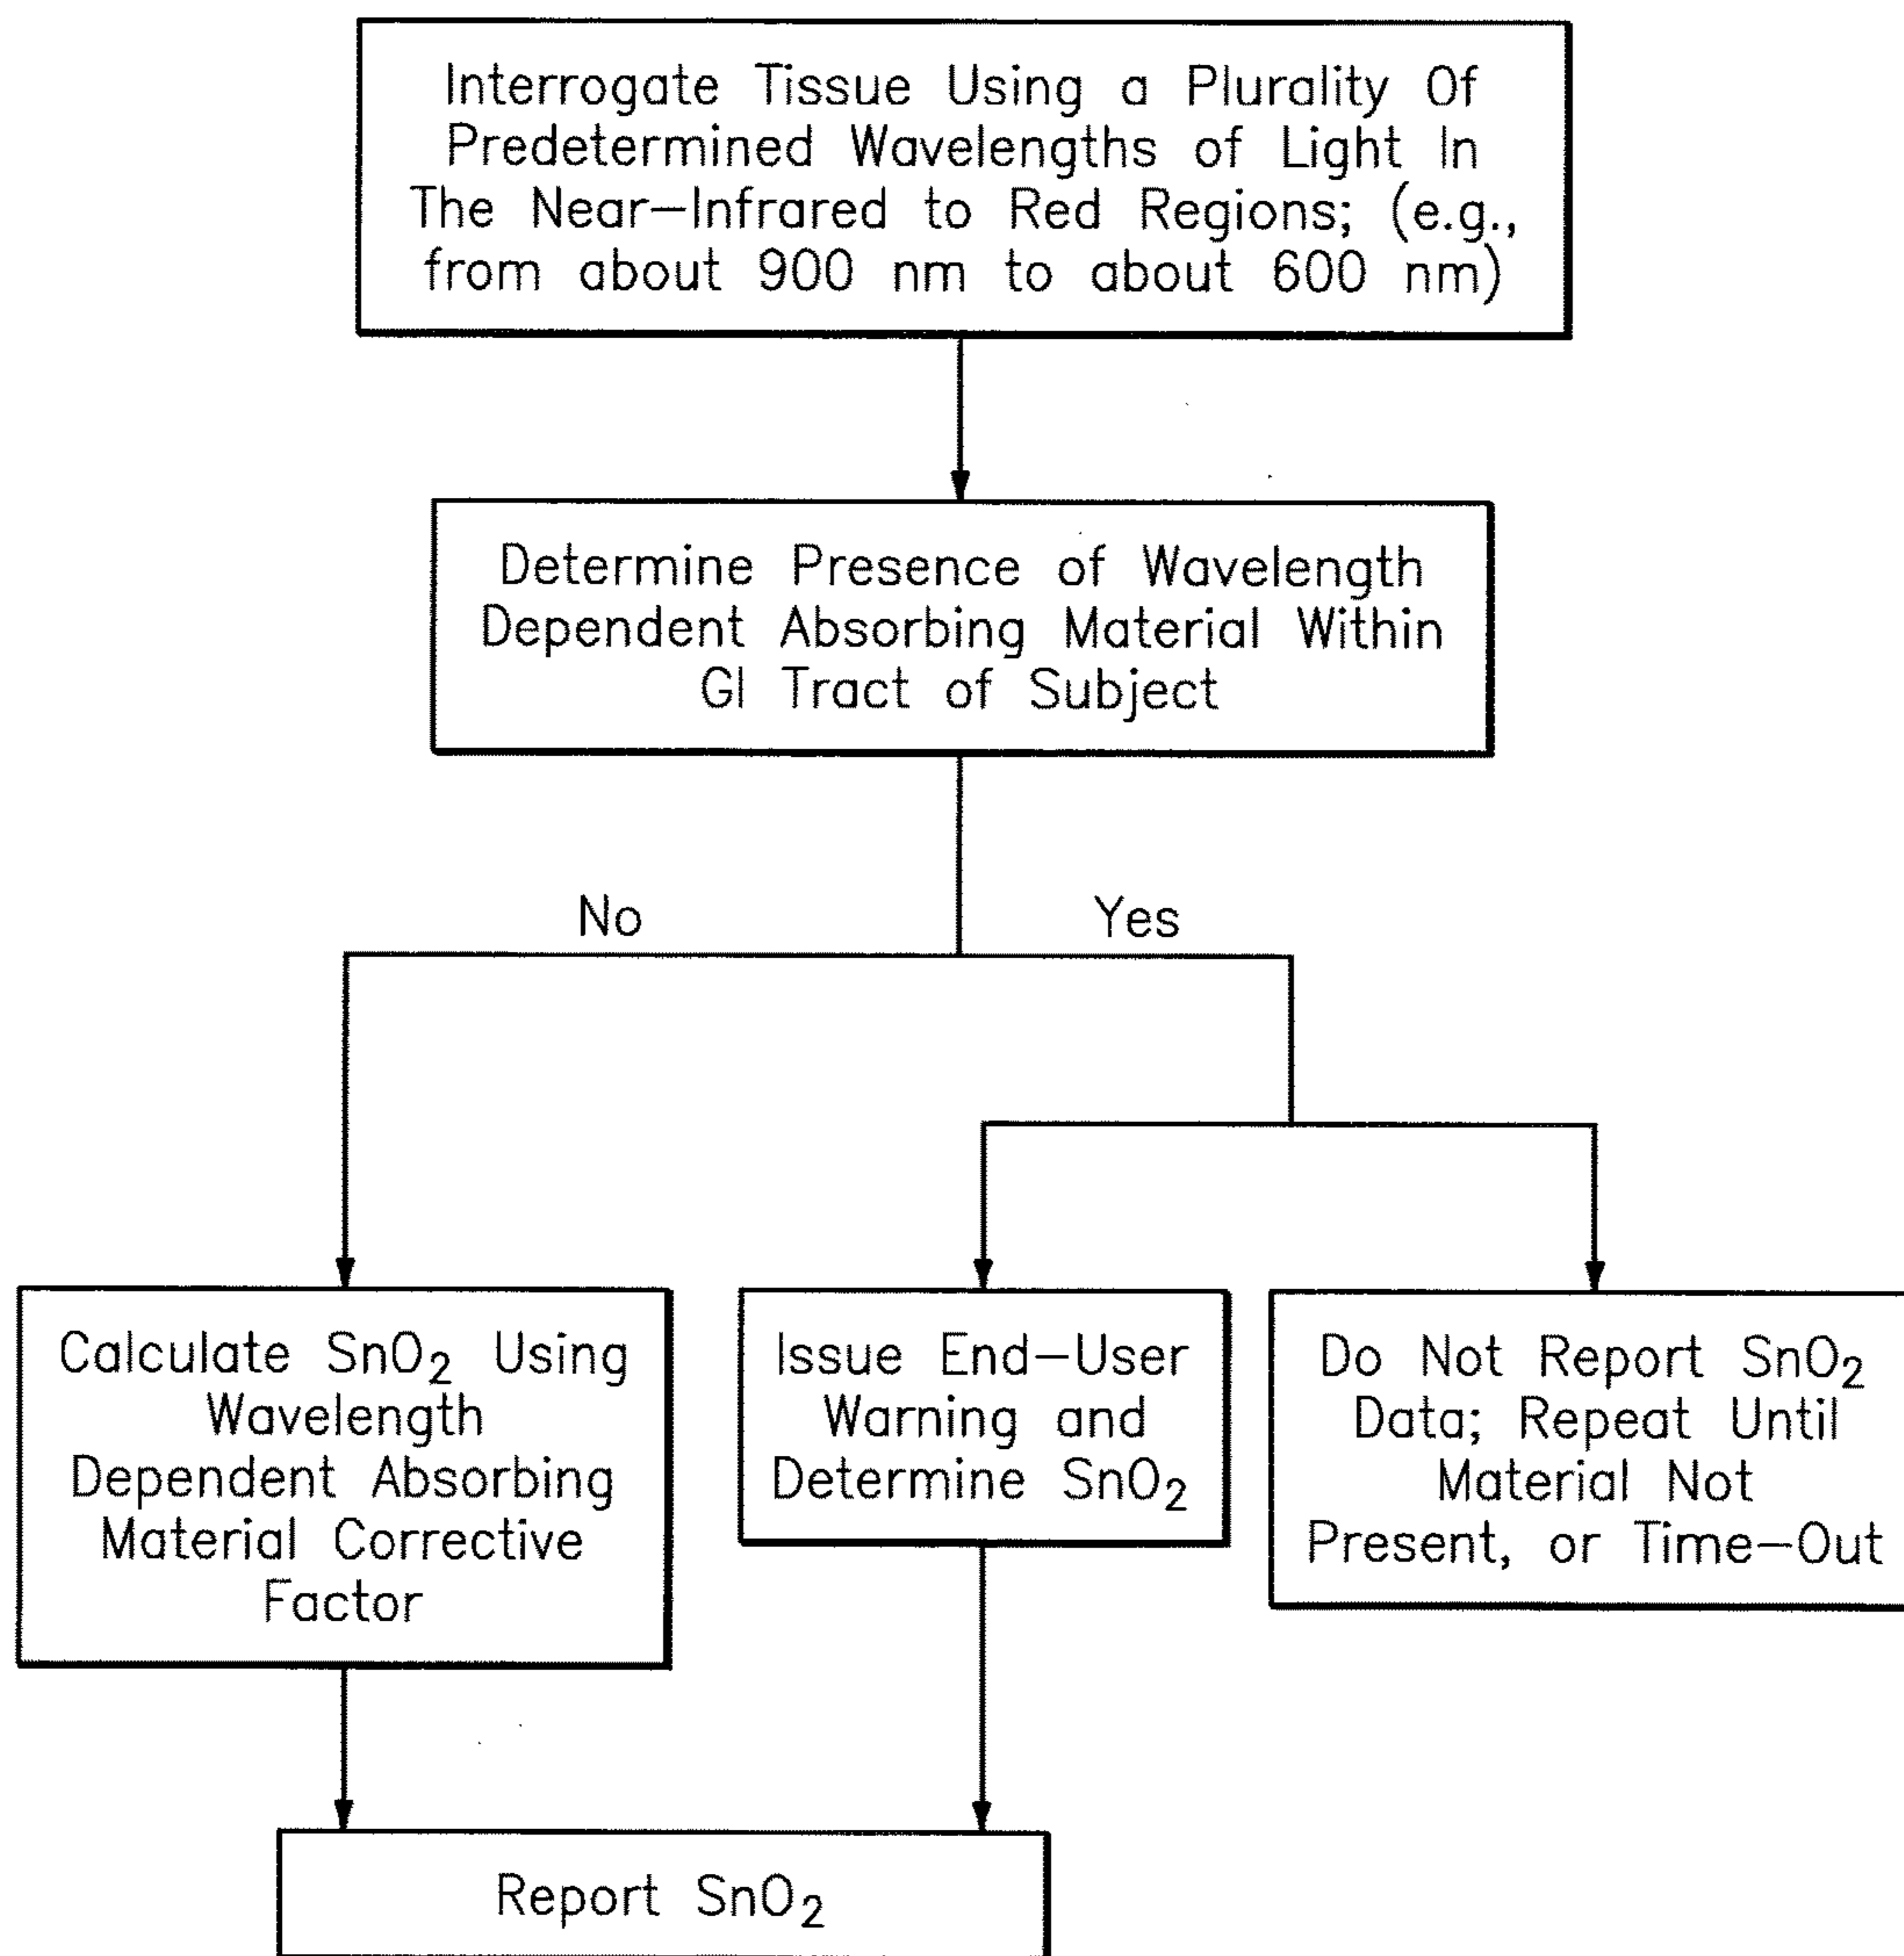 Interrogate Tissue Using a Plurality Of
Predetermined Wavelengths of Light In
The Near-Infrared to Red Regions; (e.g.,
from about 900 nm to about 600 nm)
Determine Presence of Wavelength
Dependent Absorbing Material Within
GI Tract of Subject
No
Yes
Calculate SnO₂ Using
Wavelength
Dependent Absorbing
Material Corrective
Factor
Issue End-User
Warning and
Determine SnO₂
Do Not Report SnO₂
Data; Repeat Until
Material Not
Present, or Time-Out
Report SnO₂